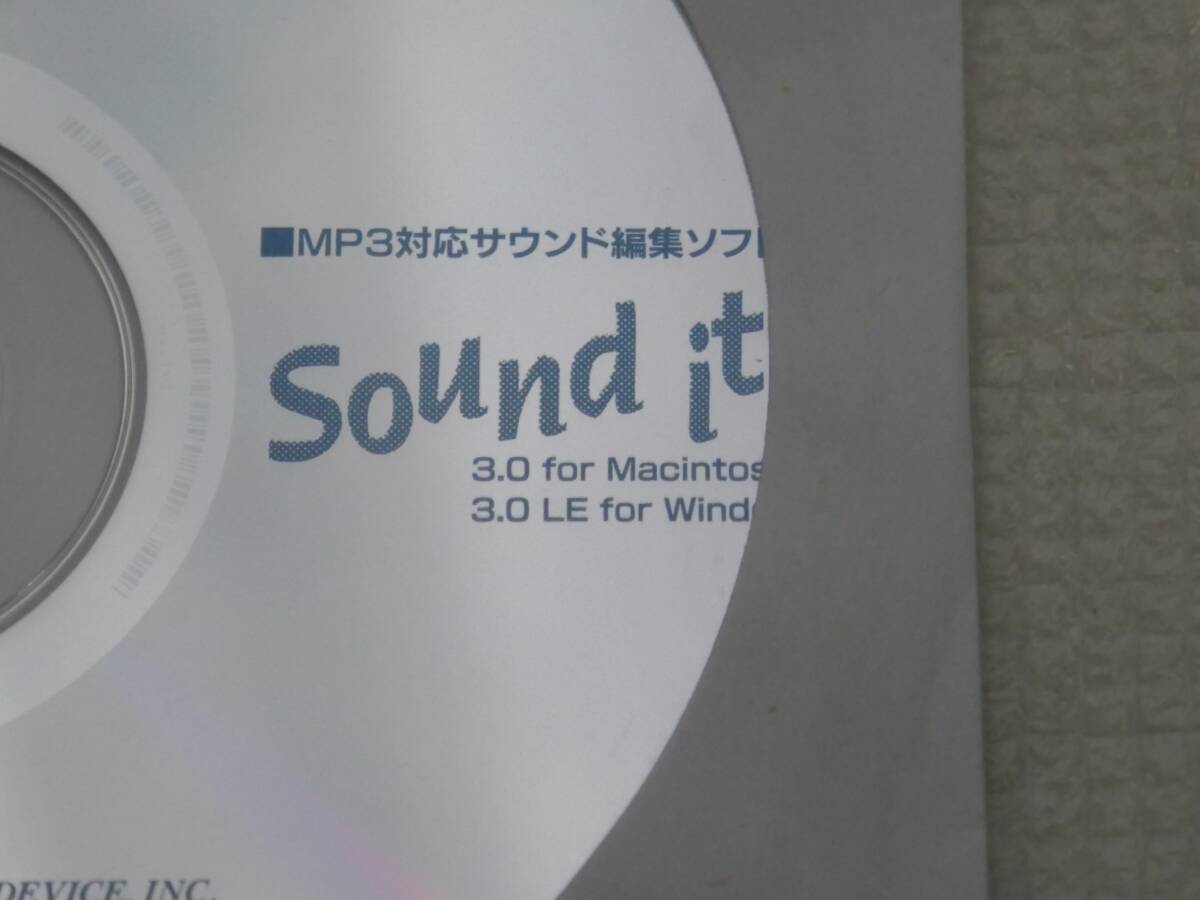 ■MP3対応サウンド編集ソフ
Sound it
3.0 for Macintos
3.0 LE for Wind
DEVICE, INC.